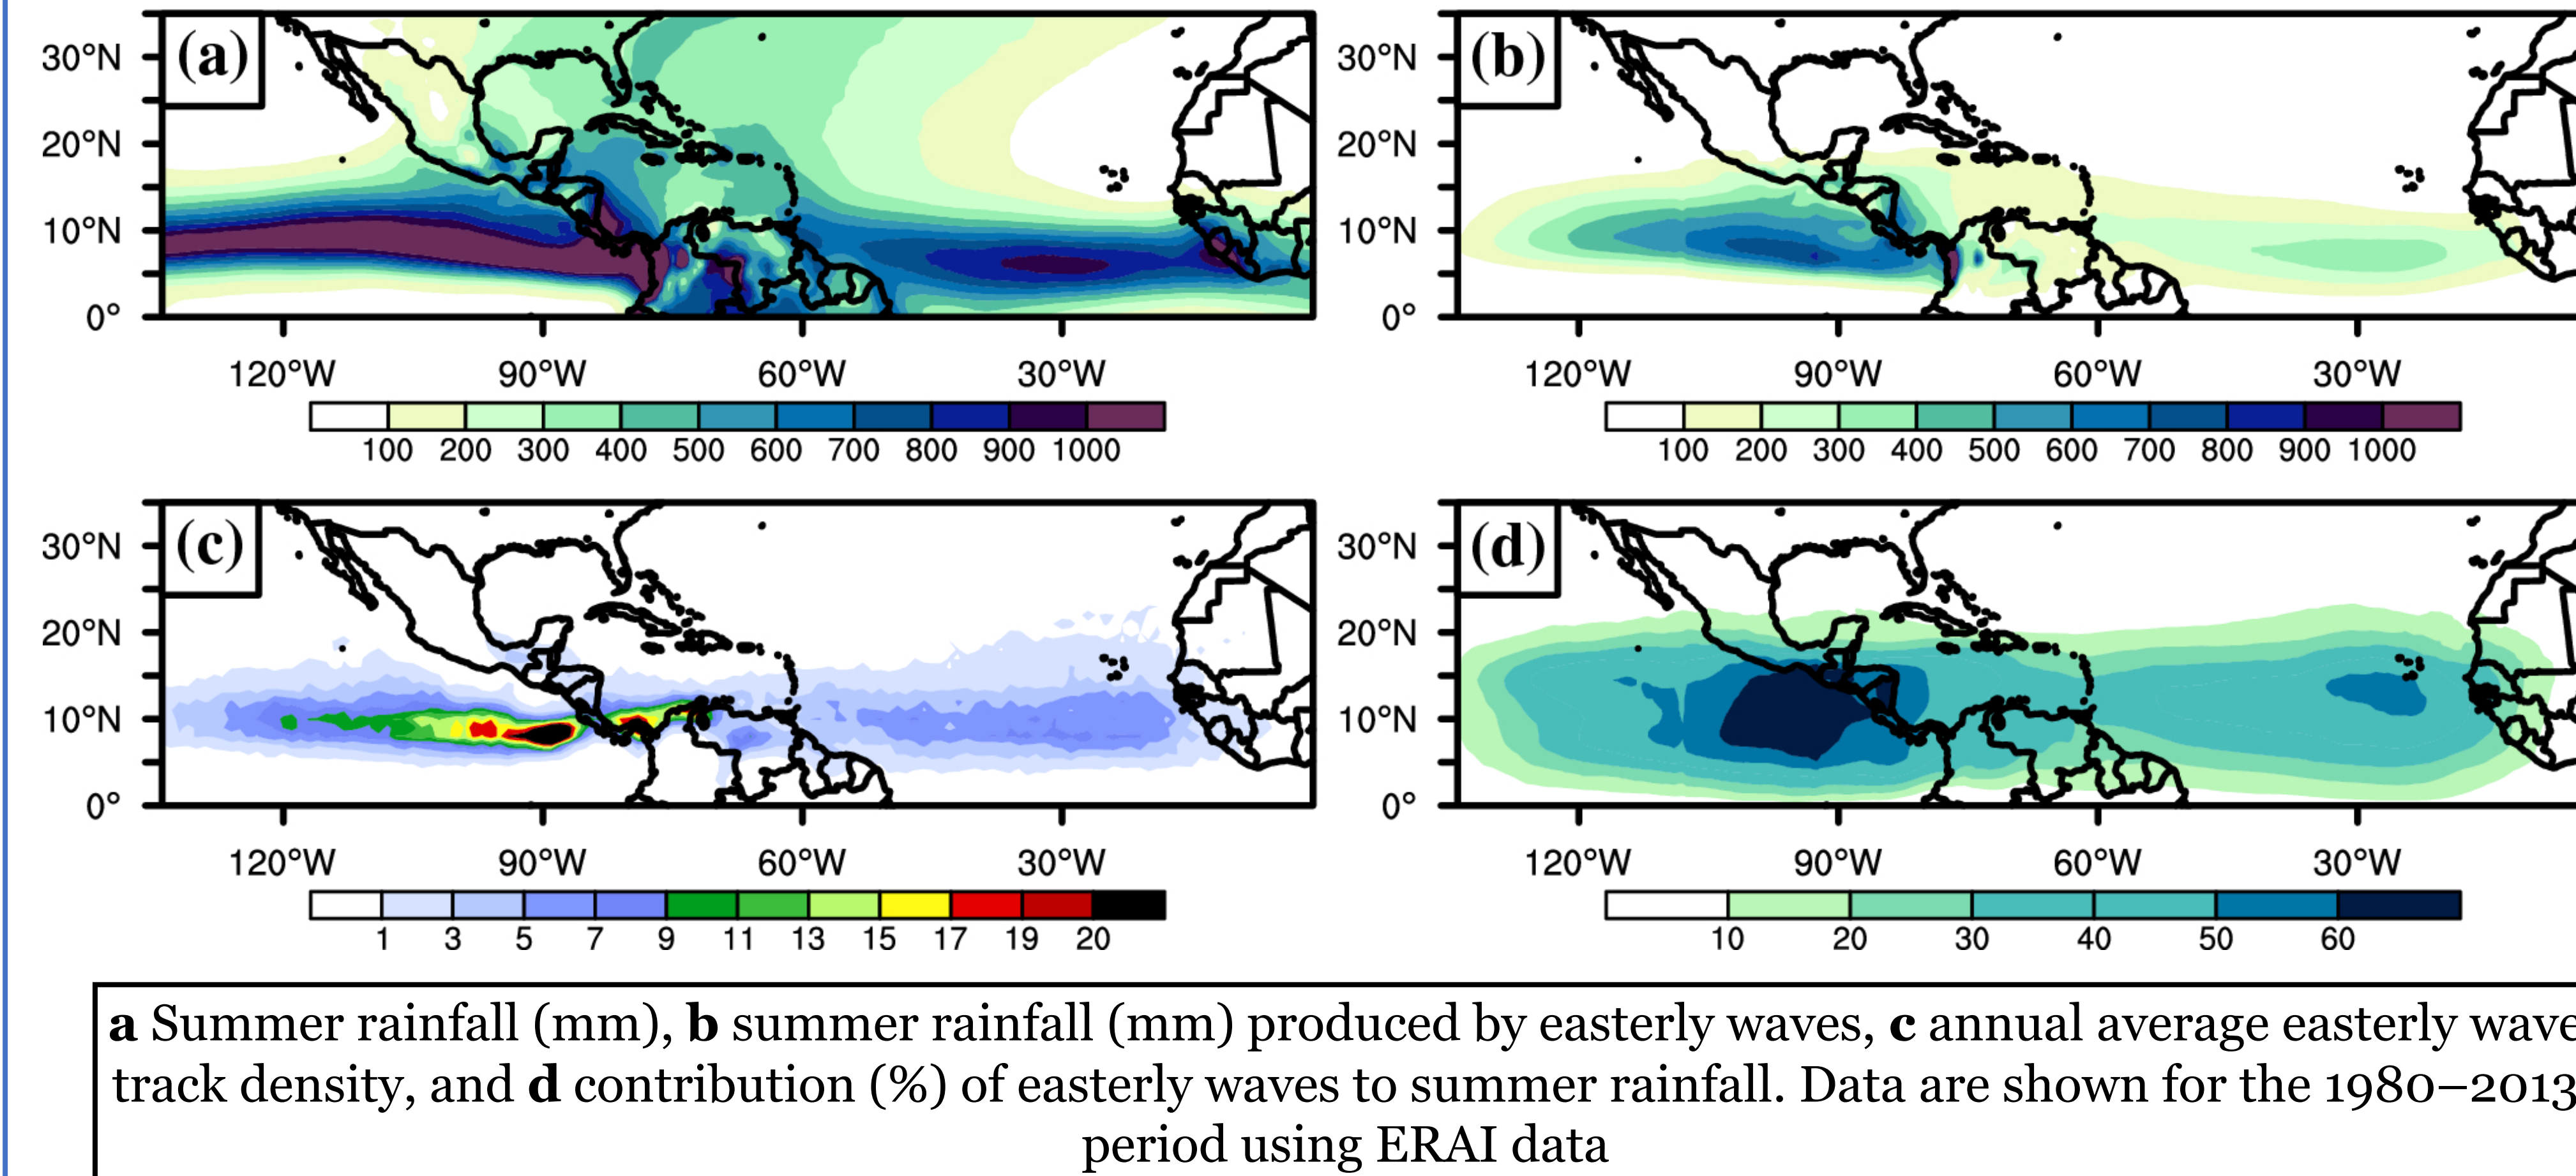 (a)
30°N
20°N
10°N
0°
120°W 90°W 60°W 30°W
100 200 300 400 500 600 700 800 900 1000
(b)
30°N
20°N
10°N
0°
120°W 90°W 60°W 30°W
100 200 300 400 500 600 700 800 900 1000
(c)
30°N
20°N
10°N
0°
120°W 90°W 60°W 30°W
1 3 5 7 9 11 13 15 17 19 20
(d)
30°N
20°N
10°N
0°
120°W 90°W 60°W 30°W
10 20 30 40 50 60
a Summer rainfall (mm), b summer rainfall (mm) produced by easterly waves, c annual average easterly wave
track density, and d contribution (%) of easterly waves to summer rainfall. Data are shown for the 1980–2013
period using ERAI data